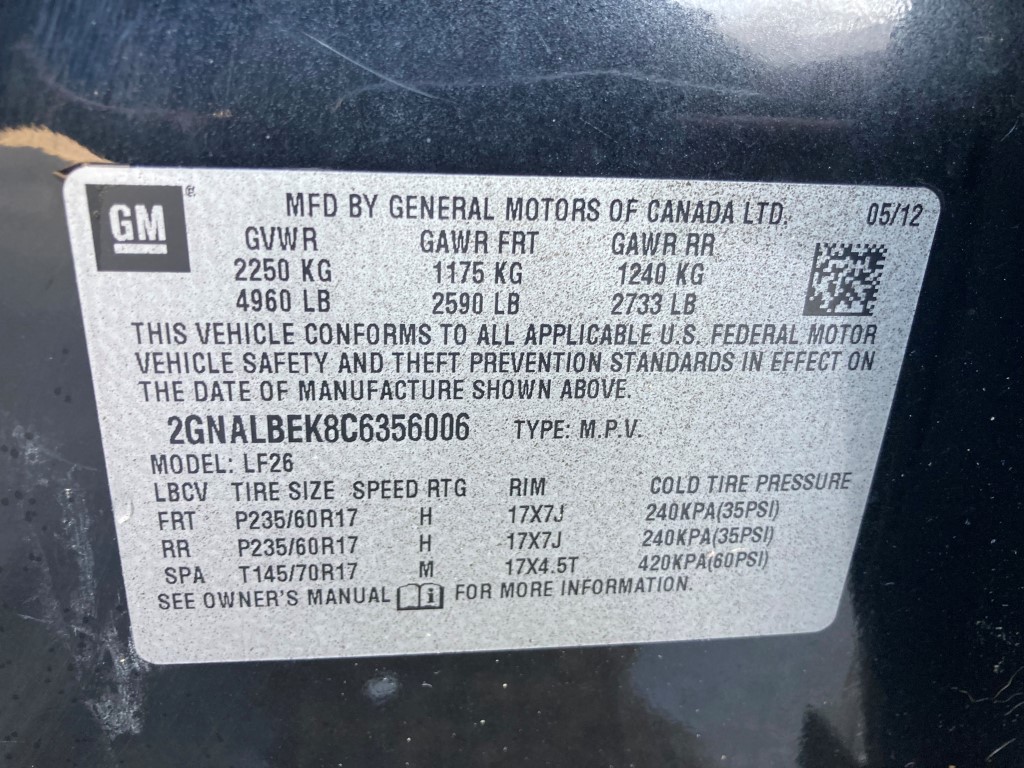 GM
®
MFD BY GENERAL MOTORS OF CANADA LTD. 05/12
GVWR GAWR FRT GAWR RR
2250 KG 1175 KG 1240 KG
4960 LB 2590 LB 2733 LB
THIS VEHICLE CONFORMS TO ALL APPLICABLE U.S. FEDERAL MOTOR
VEHICLE SAFETY AND THEFT PREVENTION STANDARDS IN EFFECT ON
THE DATE OF MANUFACTURE SHOWN ABOVE.
2GNALBEK8C6356006 TYPE: M.P.V.
MODEL: LF26
LBCV TIRE SIZE SPEED RTG RIM COLD TIRE PRESSURE
FRT P235/60R17 H 17X7J 240KPA(35PSI)
RR P235/60R17 H 17X7J 240KPA(35PSI)
SPA T145/70R17 M 17X4.5T 420KPA(60PSI)
SEE OWNER'S MANUAL i FOR MORE INFORMATION.